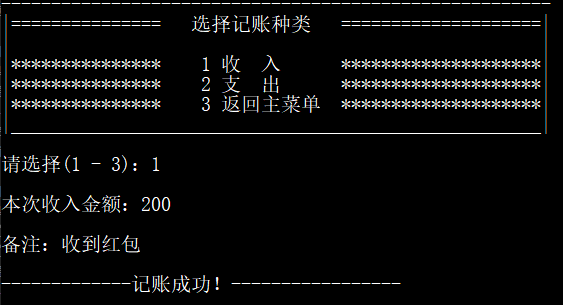 ---------------------------------------------------------
|===============   选择记账种类   ====================|
|***************    1 收  入      ********************|
|***************    2 支  出      ********************|
|***************    3 返回主菜单  ********************|
|_____________________________________________________|
请选择(1 - 3)：1
本次收入金额：200
备注：收到红包
-------------记账成功！-----------------